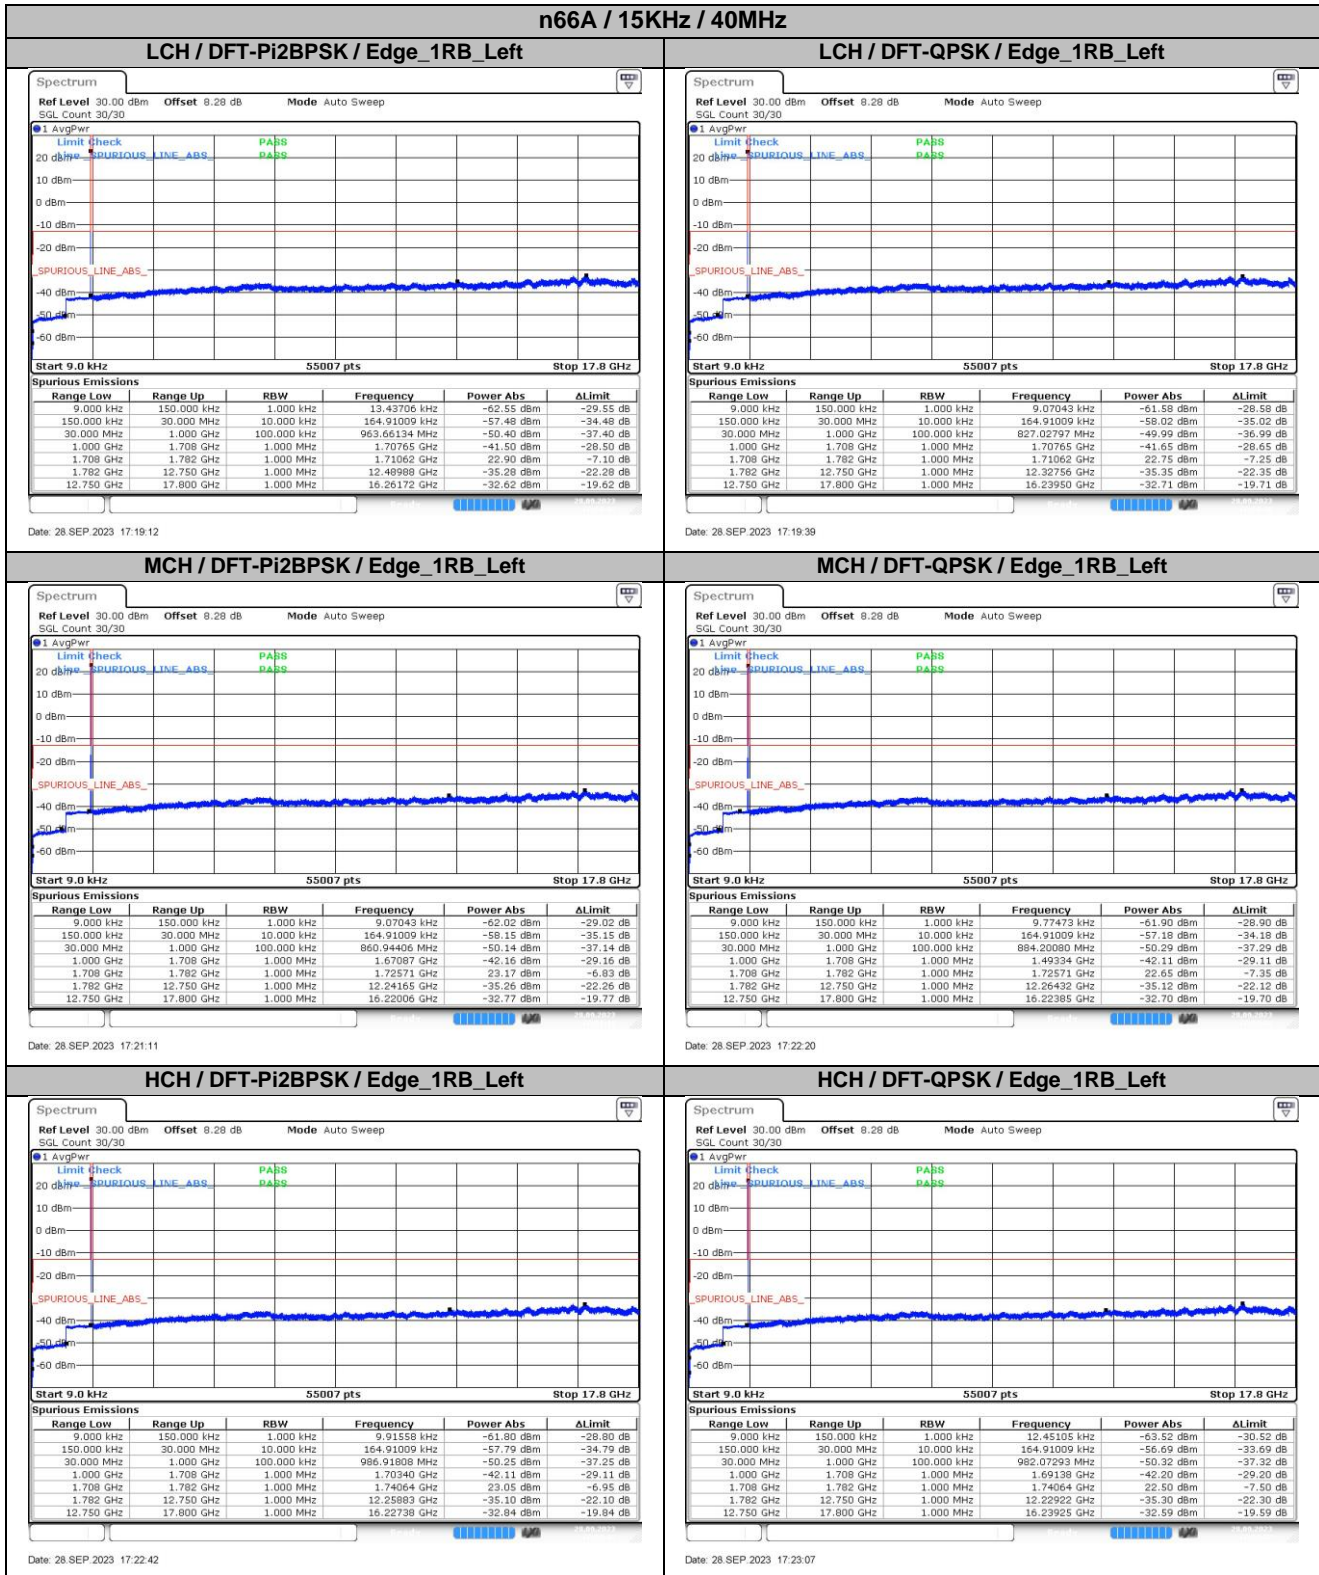 n66A / 15KHz / 40MHz
LCH / DFT-Pi2BPSK / Edge_1RB_Left
Spectrum
Ref Level 30.00 dBm Offset 8.28 dB Mode Auto Sweep
SGL Count 30/30
1 AvgPwr
Limit Check PASS
20 dBm Line _SPURIOUS_LINE_ABS_ PASS
10 dBm
0 dBm
-10 dBm
-20 dBm
_SPURIOUS_LINE_ABS_
-40 dBm
-50 dBm
-60 dBm
Start 9.0 kHz 55007 pts Stop 17.8 GHz
Spurious Emissions
Range Low Range Up RBW Frequency Power Abs ΔLimit
9.000 kHz 150.000 kHz 1.000 kHz 13.43706 kHz -62.55 dBm -29.55 dB
150.000 kHz 30.000 MHz 10.000 kHz 164.91009 kHz -57.48 dBm -34.48 dB
30.000 MHz 1.000 GHz 100.000 kHz 963.66134 MHz -50.40 dBm -37.40 dB
1.000 GHz 1.708 GHz 1.000 MHz 1.70765 GHz -41.50 dBm -28.50 dB
1.708 GHz 1.782 GHz 1.000 MHz 1.71062 GHz 22.90 dBm -7.10 dB
1.782 GHz 12.750 GHz 1.000 MHz 12.48988 GHz -35.28 dBm -22.28 dB
12.750 GHz 17.800 GHz 1.000 MHz 16.26172 GHz -32.62 dBm -19.62 dB
Date: 28.SEP.2023 17:19:12
LCH / DFT-QPSK / Edge_1RB_Left
Spectrum
Ref Level 30.00 dBm Offset 8.28 dB Mode Auto Sweep
SGL Count 30/30
1 AvgPwr
Limit Check PASS
20 dBm Line _SPURIOUS_LINE_ABS_ PASS
10 dBm
0 dBm
-10 dBm
-20 dBm
_SPURIOUS_LINE_ABS_
-40 dBm
-50 dBm
-60 dBm
Start 9.0 kHz 55007 pts Stop 17.8 GHz
Spurious Emissions
Range Low Range Up RBW Frequency Power Abs ΔLimit
9.000 kHz 150.000 kHz 1.000 kHz 9.07043 kHz -61.58 dBm -28.58 dB
150.000 kHz 30.000 MHz 10.000 kHz 164.91009 kHz -58.02 dBm -35.02 dB
30.000 MHz 1.000 GHz 100.000 kHz 827.02797 MHz -49.99 dBm -36.99 dB
1.000 GHz 1.708 GHz 1.000 MHz 1.70765 GHz -41.65 dBm -28.65 dB
1.708 GHz 1.782 GHz 1.000 MHz 1.71062 GHz 22.75 dBm -7.25 dB
1.782 GHz 12.750 GHz 1.000 MHz 12.32756 GHz -35.35 dBm -22.35 dB
12.750 GHz 17.800 GHz 1.000 MHz 16.23950 GHz -32.71 dBm -19.71 dB
Date: 28.SEP.2023 17:19:39
MCH / DFT-Pi2BPSK / Edge_1RB_Left
Spectrum
Ref Level 30.00 dBm Offset 8.28 dB Mode Auto Sweep
SGL Count 30/30
1 AvgPwr
Limit Check PASS
20 dBm Line _SPURIOUS_LINE_ABS_ PASS
10 dBm
0 dBm
-10 dBm
-20 dBm
_SPURIOUS_LINE_ABS_
-40 dBm
-50 dBm
-60 dBm
Start 9.0 kHz 55007 pts Stop 17.8 GHz
Spurious Emissions
Range Low Range Up RBW Frequency Power Abs ΔLimit
9.000 kHz 150.000 kHz 1.000 kHz 9.07043 kHz -62.02 dBm -29.02 dB
150.000 kHz 30.000 MHz 10.000 kHz 164.91009 kHz -58.15 dBm -35.15 dB
30.000 MHz 1.000 GHz 100.000 kHz 860.94406 MHz -50.14 dBm -37.14 dB
1.000 GHz 1.708 GHz 1.000 MHz 1.67087 GHz -42.16 dBm -29.16 dB
1.708 GHz 1.782 GHz 1.000 MHz 1.72571 GHz 23.17 dBm -6.83 dB
1.782 GHz 12.750 GHz 1.000 MHz 12.24165 GHz -35.26 dBm -22.26 dB
12.750 GHz 17.800 GHz 1.000 MHz 16.22006 GHz -32.77 dBm -19.77 dB
Date: 28.SEP.2023 17:21:11
MCH / DFT-QPSK / Edge_1RB_Left
Spectrum
Ref Level 30.00 dBm Offset 8.28 dB Mode Auto Sweep
SGL Count 30/30
1 AvgPwr
Limit Check PASS
20 dBm Line _SPURIOUS_LINE_ABS_ PASS
10 dBm
0 dBm
-10 dBm
-20 dBm
_SPURIOUS_LINE_ABS_
-40 dBm
-50 dBm
-60 dBm
Start 9.0 kHz 55007 pts Stop 17.8 GHz
Spurious Emissions
Range Low Range Up RBW Frequency Power Abs ΔLimit
9.000 kHz 150.000 kHz 1.000 kHz 9.77473 kHz -61.90 dBm -28.90 dB
150.000 kHz 30.000 MHz 10.000 kHz 164.91009 kHz -57.18 dBm -34.18 dB
30.000 MHz 1.000 GHz 100.000 kHz 884.20080 MHz -50.29 dBm -37.29 dB
1.000 GHz 1.708 GHz 1.000 MHz 1.49334 GHz -42.11 dBm -29.11 dB
1.708 GHz 1.782 GHz 1.000 MHz 1.72571 GHz 22.65 dBm -7.35 dB
1.782 GHz 12.750 GHz 1.000 MHz 12.26432 GHz -35.12 dBm -22.12 dB
12.750 GHz 17.800 GHz 1.000 MHz 16.22385 GHz -32.70 dBm -19.70 dB
Date: 28.SEP.2023 17:22:20
HCH / DFT-Pi2BPSK / Edge_1RB_Left
Spectrum
Ref Level 30.00 dBm Offset 8.28 dB Mode Auto Sweep
SGL Count 30/30
1 AvgPwr
Limit Check PASS
20 dBm Line _SPURIOUS_LINE_ABS_ PASS
10 dBm
0 dBm
-10 dBm
-20 dBm
_SPURIOUS_LINE_ABS_
-40 dBm
-50 dBm
-60 dBm
Start 9.0 kHz 55007 pts Stop 17.8 GHz
Spurious Emissions
Range Low Range Up RBW Frequency Power Abs ΔLimit
9.000 kHz 150.000 kHz 1.000 kHz 9.91558 kHz -61.80 dBm -28.80 dB
150.000 kHz 30.000 MHz 10.000 kHz 164.91009 kHz -57.79 dBm -34.79 dB
30.000 MHz 1.000 GHz 100.000 kHz 986.91808 MHz -50.25 dBm -37.25 dB
1.000 GHz 1.708 GHz 1.000 MHz 1.70340 GHz -42.11 dBm -29.11 dB
1.708 GHz 1.782 GHz 1.000 MHz 1.74064 GHz 23.05 dBm -6.95 dB
1.782 GHz 12.750 GHz 1.000 MHz 12.25883 GHz -35.10 dBm -22.10 dB
12.750 GHz 17.800 GHz 1.000 MHz 16.22738 GHz -32.84 dBm -19.84 dB
Date: 28.SEP.2023 17:22:42
HCH / DFT-QPSK / Edge_1RB_Left
Spectrum
Ref Level 30.00 dBm Offset 8.28 dB Mode Auto Sweep
SGL Count 30/30
1 AvgPwr
Limit Check PASS
20 dBm Line _SPURIOUS_LINE_ABS_ PASS
10 dBm
0 dBm
-10 dBm
-20 dBm
_SPURIOUS_LINE_ABS_
-40 dBm
-50 dBm
-60 dBm
Start 9.0 kHz 55007 pts Stop 17.8 GHz
Spurious Emissions
Range Low Range Up RBW Frequency Power Abs ΔLimit
9.000 kHz 150.000 kHz 1.000 kHz 12.45105 kHz -63.52 dBm -30.52 dB
150.000 kHz 30.000 MHz 10.000 kHz 164.91009 kHz -56.69 dBm -33.69 dB
30.000 MHz 1.000 GHz 100.000 kHz 982.07293 MHz -50.32 dBm -37.32 dB
1.000 GHz 1.708 GHz 1.000 MHz 1.69138 GHz -42.20 dBm -29.20 dB
1.708 GHz 1.782 GHz 1.000 MHz 1.74064 GHz 22.50 dBm -7.50 dB
1.782 GHz 12.750 GHz 1.000 MHz 12.22922 GHz -35.30 dBm -22.30 dB
12.750 GHz 17.800 GHz 1.000 MHz 16.23925 GHz -32.59 dBm -19.59 dB
Date: 28.SEP.2023 17:23:07